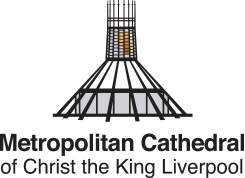 Metropolitan Cathedral
of Christ the King Liverpool